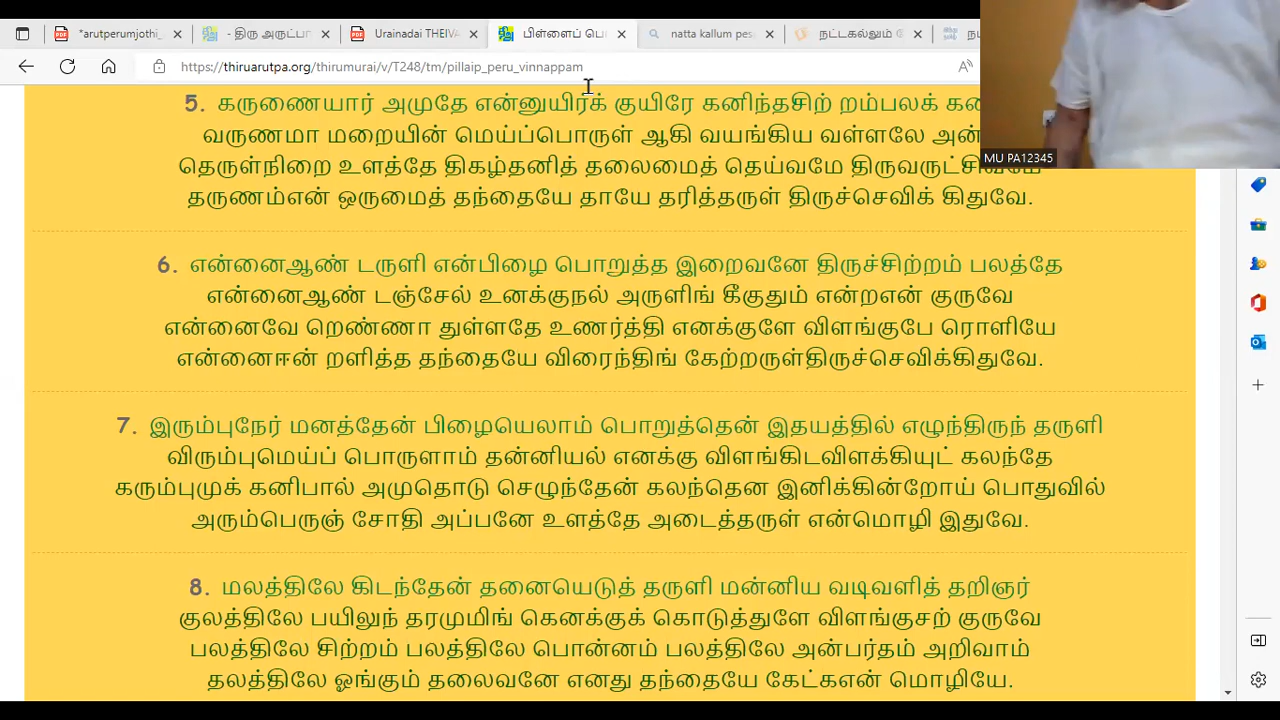 *arutperumjothi_
- திரு அருட்பா
Urainadai THEIVA
பிள்ளைப் பெ
natta kallum pes
நட்டகல்லும் பே
https://thiruarutpa.org/thirumurai/v/T248/tm/pillaip_peru_vinnappam
MU PA12345
5. கருணையார் அமுதே என்னுயிர்க் குயிரே கனிந்தசிற் றம்பலக்
வருணமா மறையின் மெய்ப்பொருள் ஆகி வயங்கிய வள்ளலே
தெருள்நிறை உளத்தே திகழ்தனித் தலைமைத் தெய்வமே திருவருட்சிவமே
தருணம்என் ஒருமைத் தந்தையே தாயே தரித்தருள் திருச்செவிக் கிதுவே.
6. என்னைஆண் டருளி என்பிழை பொறுத்த இறைவனே திருச்சிற்றம் பலத்தே
என்னைஆண் டஞ்சேல் உனக்குநல் அருளிங் கீகுதும் என்றஎன் குருவே
என்னைவே றெண்ணா துள்ளதே உணர்த்தி எனக்குளே விளங்குபே ரொளியே
என்னைஈன் றளித்த தந்தையே விரைந்திங் கேற்றருள்திருச்செவிக்கிதுவே.
7. இரும்புநேர் மனத்தேன் பிழையெலாம் பொறுத்தென் இதயத்தில் எழுந்திருந் தருளி
விரும்புமெய்ப் பொருளாம் தன்னியல் எனக்கு விளங்கிடவிளக்கியுட் கலந்தே
கரும்புமுக் கனிபால் அமுதொடு செழுந்தேன் கலந்தென இனிக்கின்றோய் பொதுவில்
அரும்பெருஞ் சோதி அப்பனே உளத்தே அடைத்தருள் என்மொழி இதுவே.
8. மலத்திலே கிடந்தேன் தனையெடுத் தருளி மன்னிய வடிவளித் தறிஞர்
குலத்திலே பயிலுந் தரமுமிங் கெனக்குக் கொடுத்துளே விளங்குசற் குருவே
பலத்திலே சிற்றம் பலத்திலே பொன்னம் பலத்திலே அன்பர்தம் அறிவாம்
தலத்திலே ஓங்கும் தலைவனே எனது தந்தையே கேட்கஎன் மொழியே.